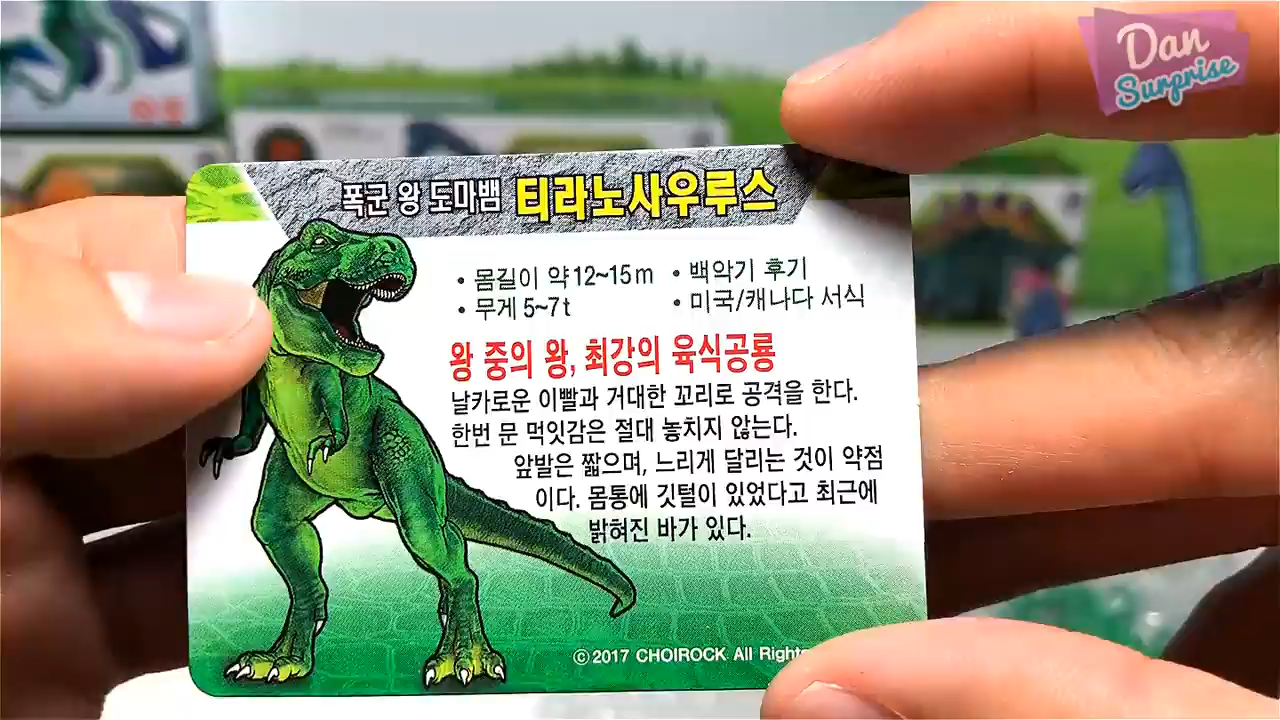 Dan
Surprise
폭군 왕 도마뱀 티라노사우루스
• 몸길이 약 12~15m • 백악기 후기
• 무게 5~7t • 미국/캐나다 서식
왕 중의 왕, 최강의 육식공룡
날카로운 이빨과 거대한 꼬리로 공격을 한다.
한번 문 먹잇감은 절대 놓치지 않는다.
앞발은 짧으며, 느리게 달리는 것이 약점
이다. 몸통에 깃털이 있었다고 최근에
밝혀진 바가 있다.
ⓒ 2017 CHOIROCK All